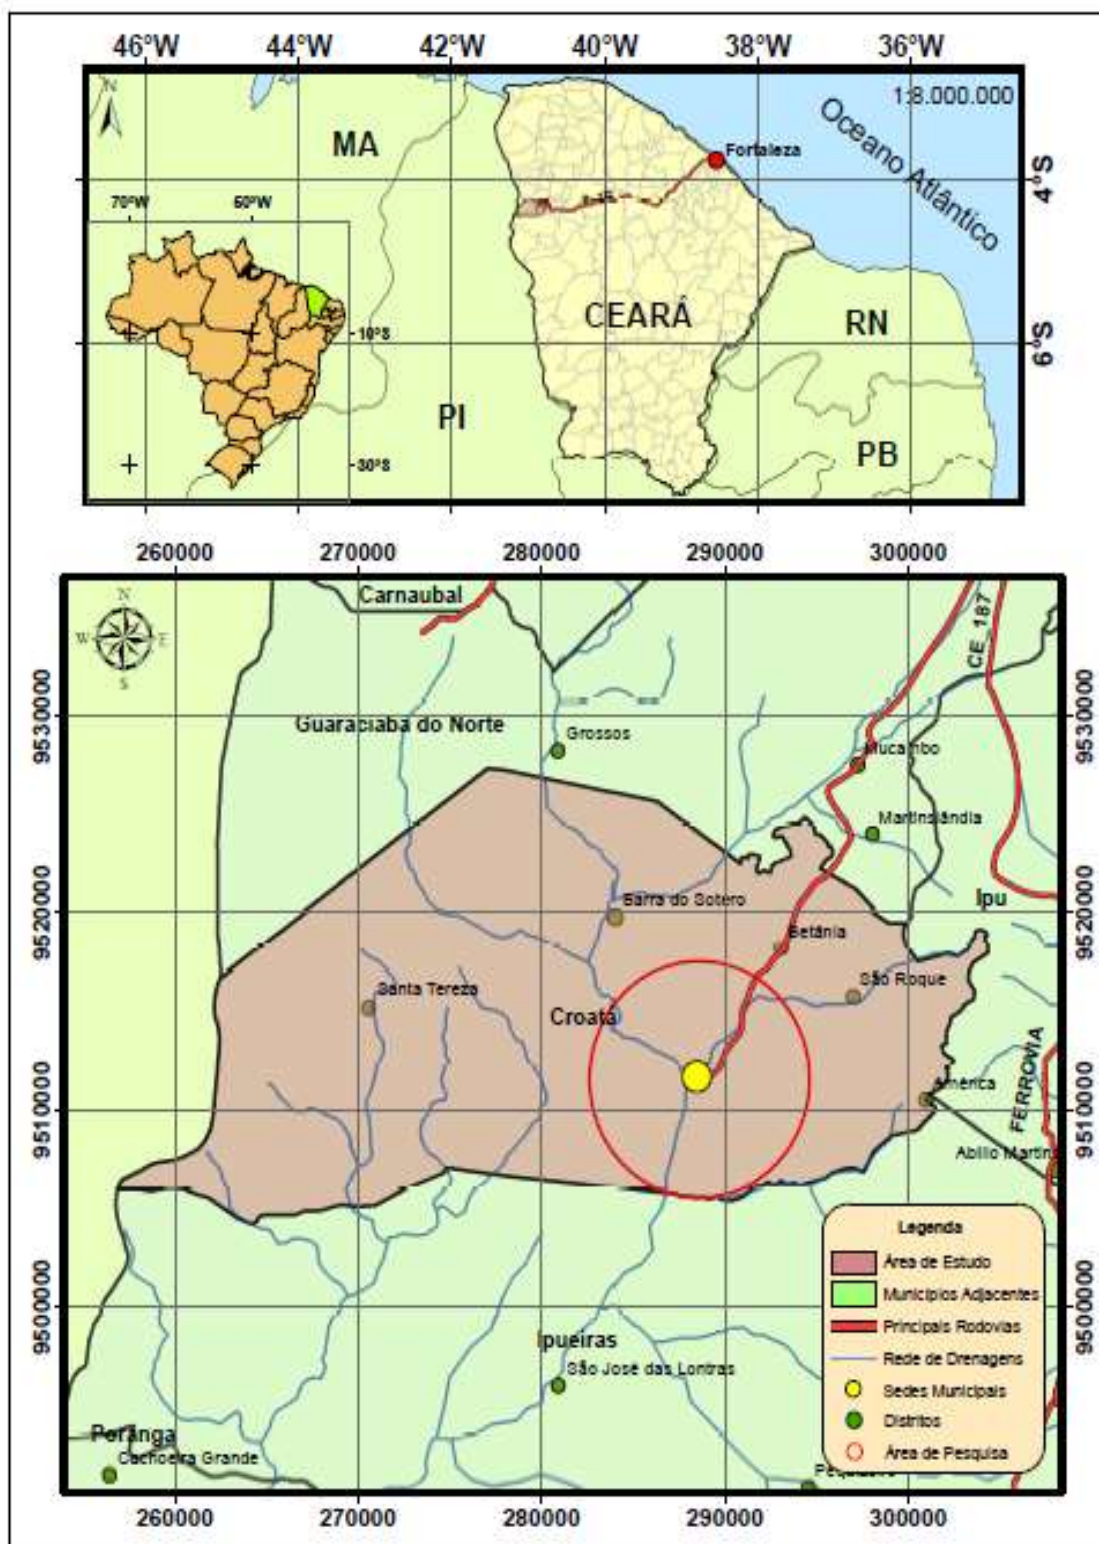 46°W 44°W 42°W 40°W 38°W 36°W
N
1:8.000.000
Oceano Atlântico
MA
Fortaleza
4°S
70°W 50°W
CEARÁ
RN
10°S
6°S
PI
PB
30°S
260000 270000 280000 290000 300000
Carnaubal
N
W E
S
CE_187
9530000
9530000
Guaraciaba do Norte
Grossos
Mucambo
Martinslândia
9520000
9520000
Ipu
Barra do Sotero
Betânia
São Roque
Santa Tereza
Croatá
América
FERROVIA
9510000
9510000
Abílio Martins
Legenda
Área de Estudo
Municípios Adjacentes
Principais Rodovias
Rede de Drenagens
Sedes Municipais
Distritos
Área de Pesquisa
9500000
9500000
Ipueiras
São José das Lontras
Poranga
Cachoeira Grande
260000 270000 280000 290000 300000